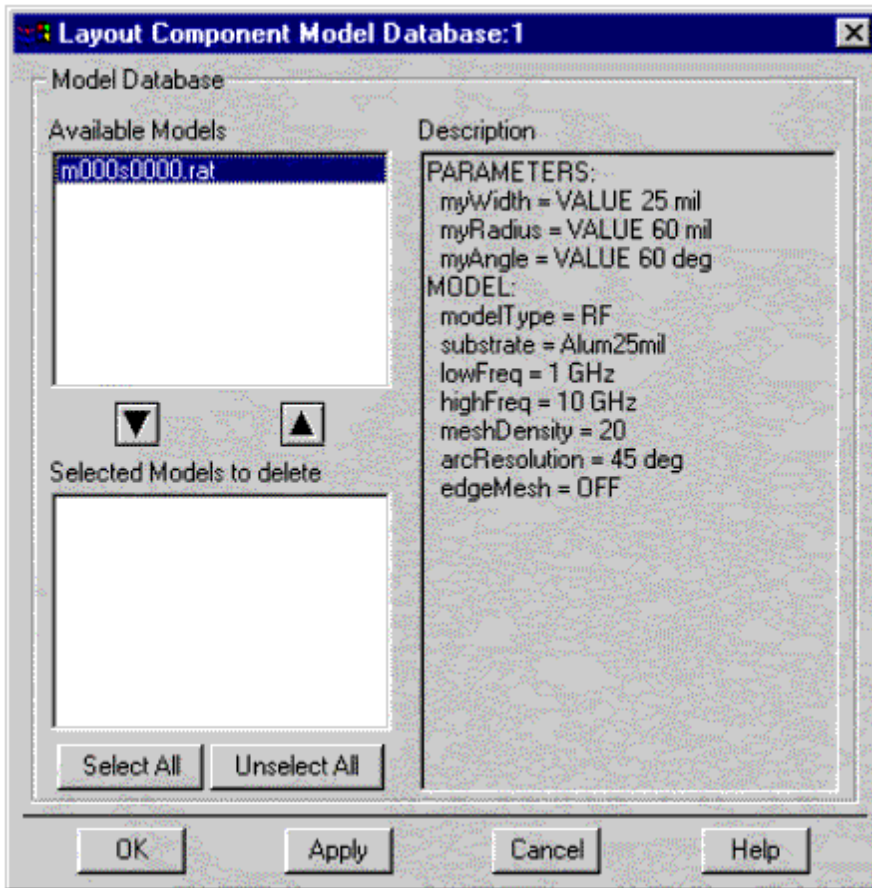 Layout Component Model Database:1
Model Database
Available Models
m000s0000.rat
Selected Models to delete
Select All
Unselect All
Description
PARAMETERS:
myWidth = VALUE 25 mil
myRadius = VALUE 60 mil
myAngle = VALUE 60 deg
MODEL:
modelType = RF
substrate = Alum25mil
lowFreq = 1 GHz
highFreq = 10 GHz
meshDensity = 20
arcResolution = 45 deg
edgeMesh = OFF
OK
Apply
Cancel
Help